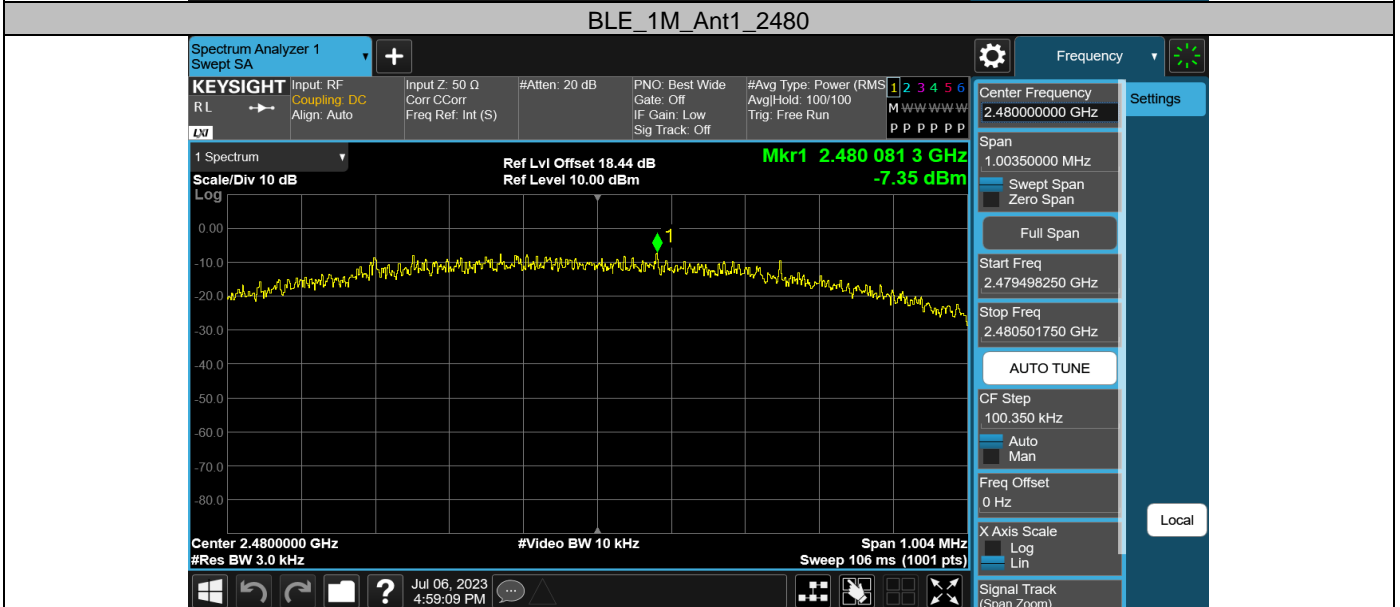 BLE_1M_Ant1_2480
Spectrum Analyzer 1
Swept SA
+
Frequency
KEYSIGHT
R L
LXI
Input: RF
Coupling: DC
Align: Auto
Input Z: 50 Ω
Corr CCorr
Freq Ref: Int (S)
#Atten: 20 dB
PNO: Best Wide
Gate: Off
IF Gain: Low
Sig Track: Off
#Avg Type: Power (RMS
Avg|Hold: 100/100
Trig: Free Run
1 2 3 4 5 6
M W W W W W
P P P P P P
1 Spectrum
Scale/Div 10 dB
Ref Lvl Offset 18.44 dB
Ref Level 10.00 dBm
Mkr1 2.480 081 3 GHz
-7.35 dBm
Log
0.00
-10.0
-20.0
-30.0
-40.0
-50.0
-60.0
-70.0
-80.0
1
Center 2.4800000 GHz
#Res BW 3.0 kHz
#Video BW 10 kHz
Span 1.004 MHz
Sweep 106 ms (1001 pts)
?
Jul 06, 2023
4:59:09 PM
Center Frequency
2.480000000 GHz
Span
1.00350000 MHz
Swept Span
Zero Span
Full Span
Start Freq
2.479498250 GHz
Stop Freq
2.480501750 GHz
AUTO TUNE
CF Step
100.350 kHz
Auto
Man
Freq Offset
0 Hz
X Axis Scale
Log
Lin
Signal Track
(Span Zoom)
Settings
Local